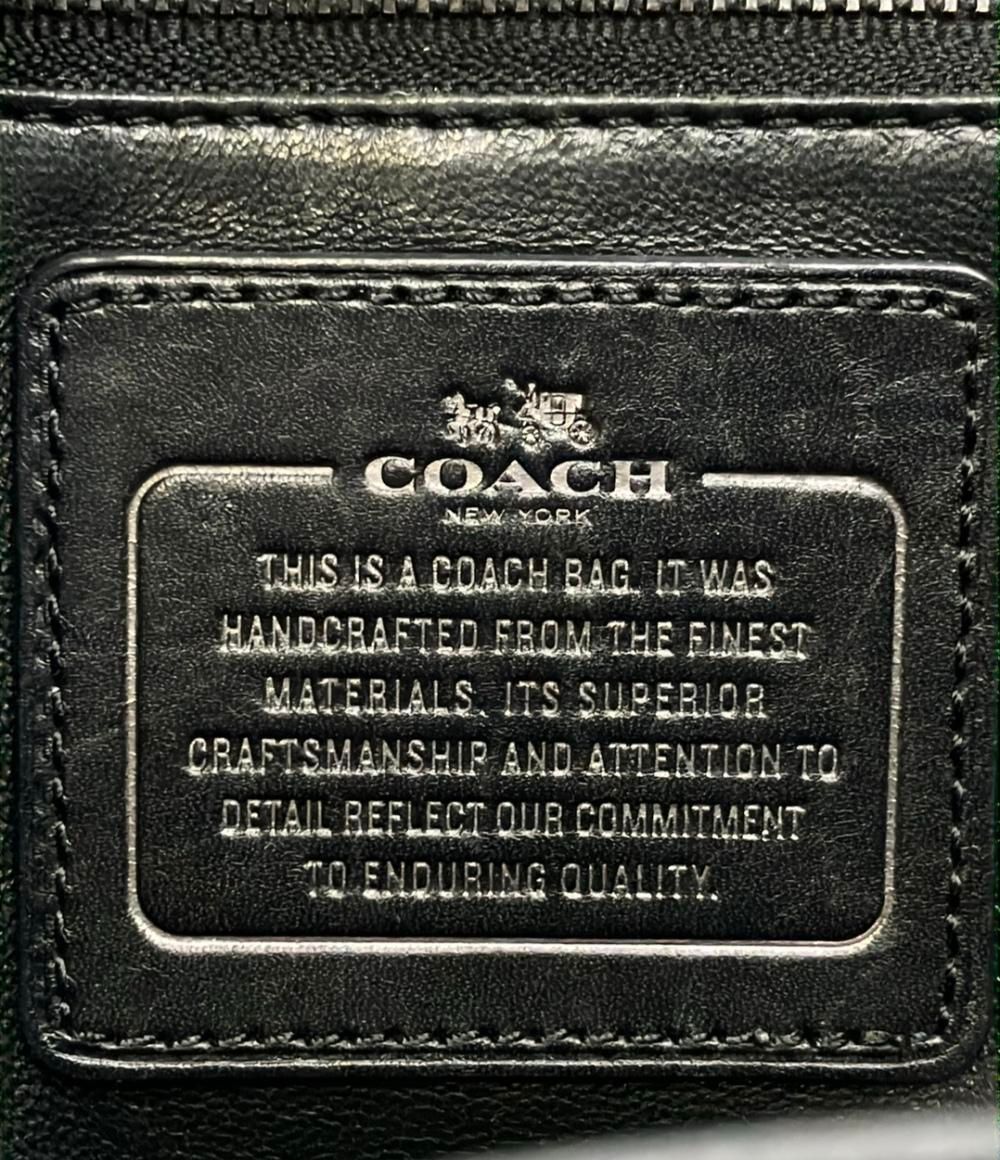 COACH
NEW YORK
THIS IS A COACH BAG. IT WAS
HANDCRAFTED FROM THE FINEST
MATERIALS. ITS SUPERIOR
CRAFTSMANSHIP AND ATTENTION TO
DETAIL REFLECT OUR COMMITMENT
TO ENDURING QUALITY.